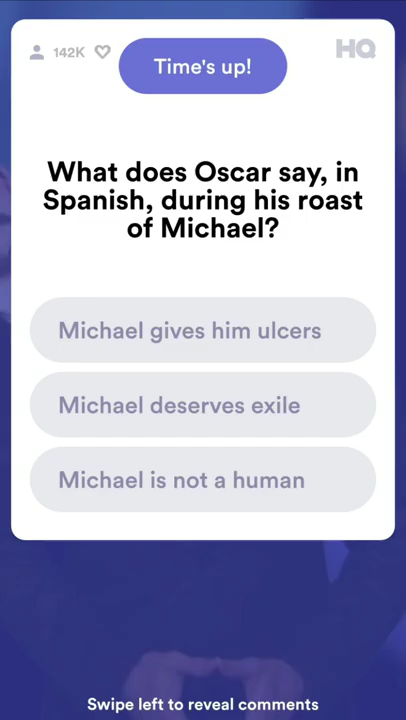 142K
Time's up!
HQ
What does Oscar say, in
Spanish, during his roast
of Michael?
Michael gives him ulcers
Michael deserves exile
Michael is not a human
Swipe left to reveal comments